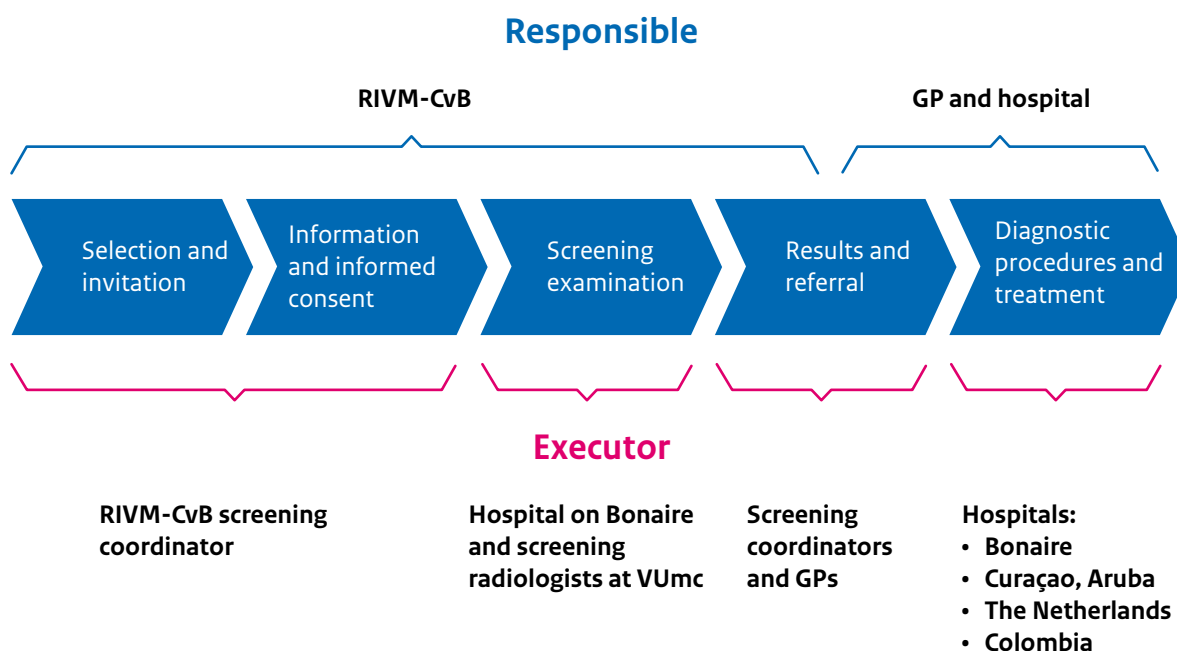 Responsible
RIVM-CvB
GP and hospital
Selection and
invitation
Information
and informed
consent
Screening
examination
Results and
referral
Diagnostic
procedures and
treatment
Executor
RIVM-CvB screening
coordinator
Hospital on Bonaire
and screening
radiologists at VUmc
Screening
coordinators
and GPs
Hospitals:
• Bonaire
• Curaçao, Aruba
• The Netherlands
• Colombia